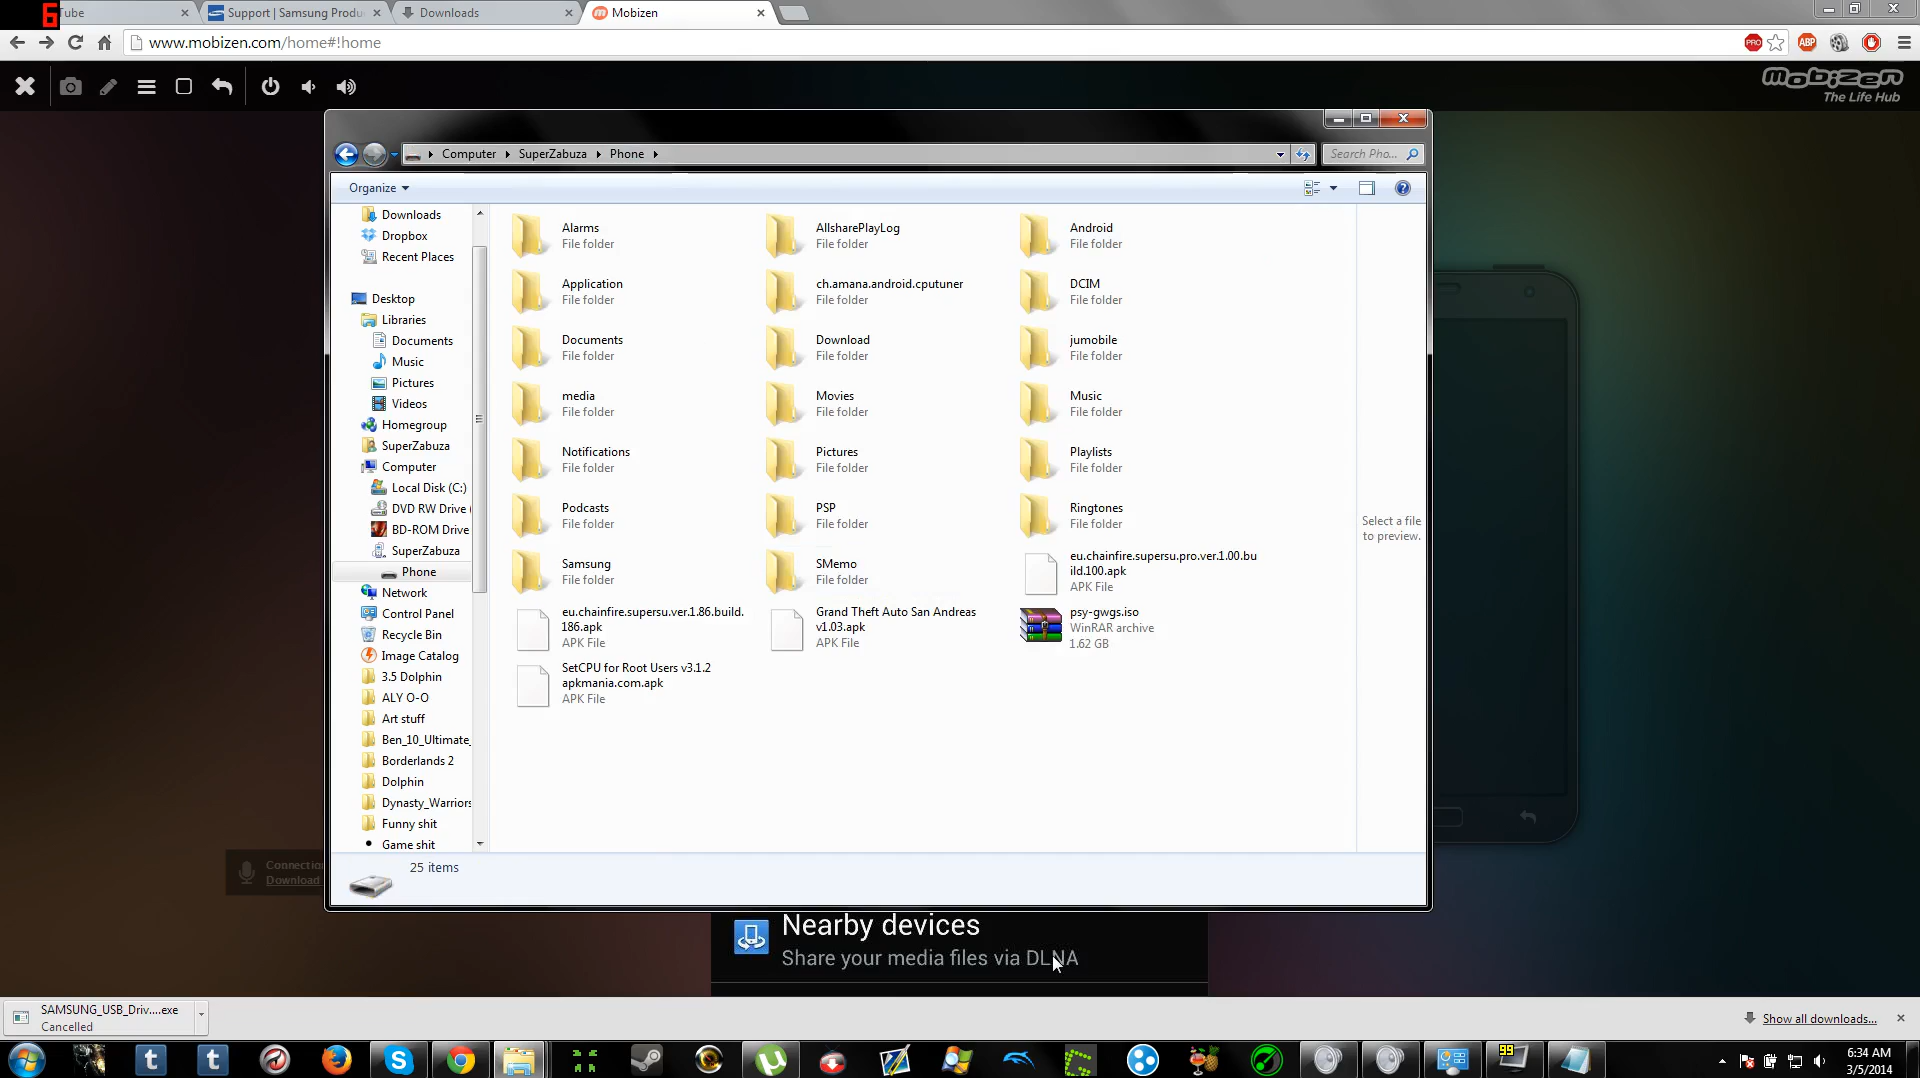 6
Tube
Support | Samsung Produ
Downloads
Mobizen
www.mobizen.com/home#!home
PRO
ABP
Mobizen
The Life Hub
Computer
SuperZabuza
Phone
Search Pho...
Organize
Downloads
Dropbox
Recent Places
Desktop
Libraries
Documents
Music
Pictures
Videos
Homegroup
SuperZabuza
Computer
Local Disk (C:)
DVD RW Drive (
BD-ROM Drive
SuperZabuza
Phone
Network
Control Panel
Recycle Bin
Image Catalog
3.5 Dolphin
ALY O-O
Art stuff
Ben_10_Ultimate_
Borderlands 2
Dolphin
Dynasty_Warriors
Funny shit
Game shit
Alarms
File folder
AllsharePlayLog
File folder
Android
File folder
Application
File folder
ch.amana.android.cputuner
File folder
DCIM
File folder
Documents
File folder
Download
File folder
jumobile
File folder
media
File folder
Movies
File folder
Music
File folder
Notifications
File folder
Pictures
File folder
Playlists
File folder
Podcasts
File folder
PSP
File folder
Ringtones
File folder
Samsung
File folder
SMemo
File folder
eu.chainfire.supersu.pro.ver.1.00.bu
ild.100.apk
APK File
eu.chainfire.supersu.ver.1.86.build.
186.apk
APK File
Grand Theft Auto San Andreas
v1.03.apk
APK File
psy-gwgs.iso
WinRAR archive
1.62 GB
SetCPU for Root Users v3.1.2
apkmania.com.apk
APK File
Select a file
to preview.
25 items
Connectio
Download
Nearby devices
Share your media files via DLNA
SAMSUNG_USB_Driv....exe
Cancelled
Show all downloads...
99
6:34 AM
3/5/2014